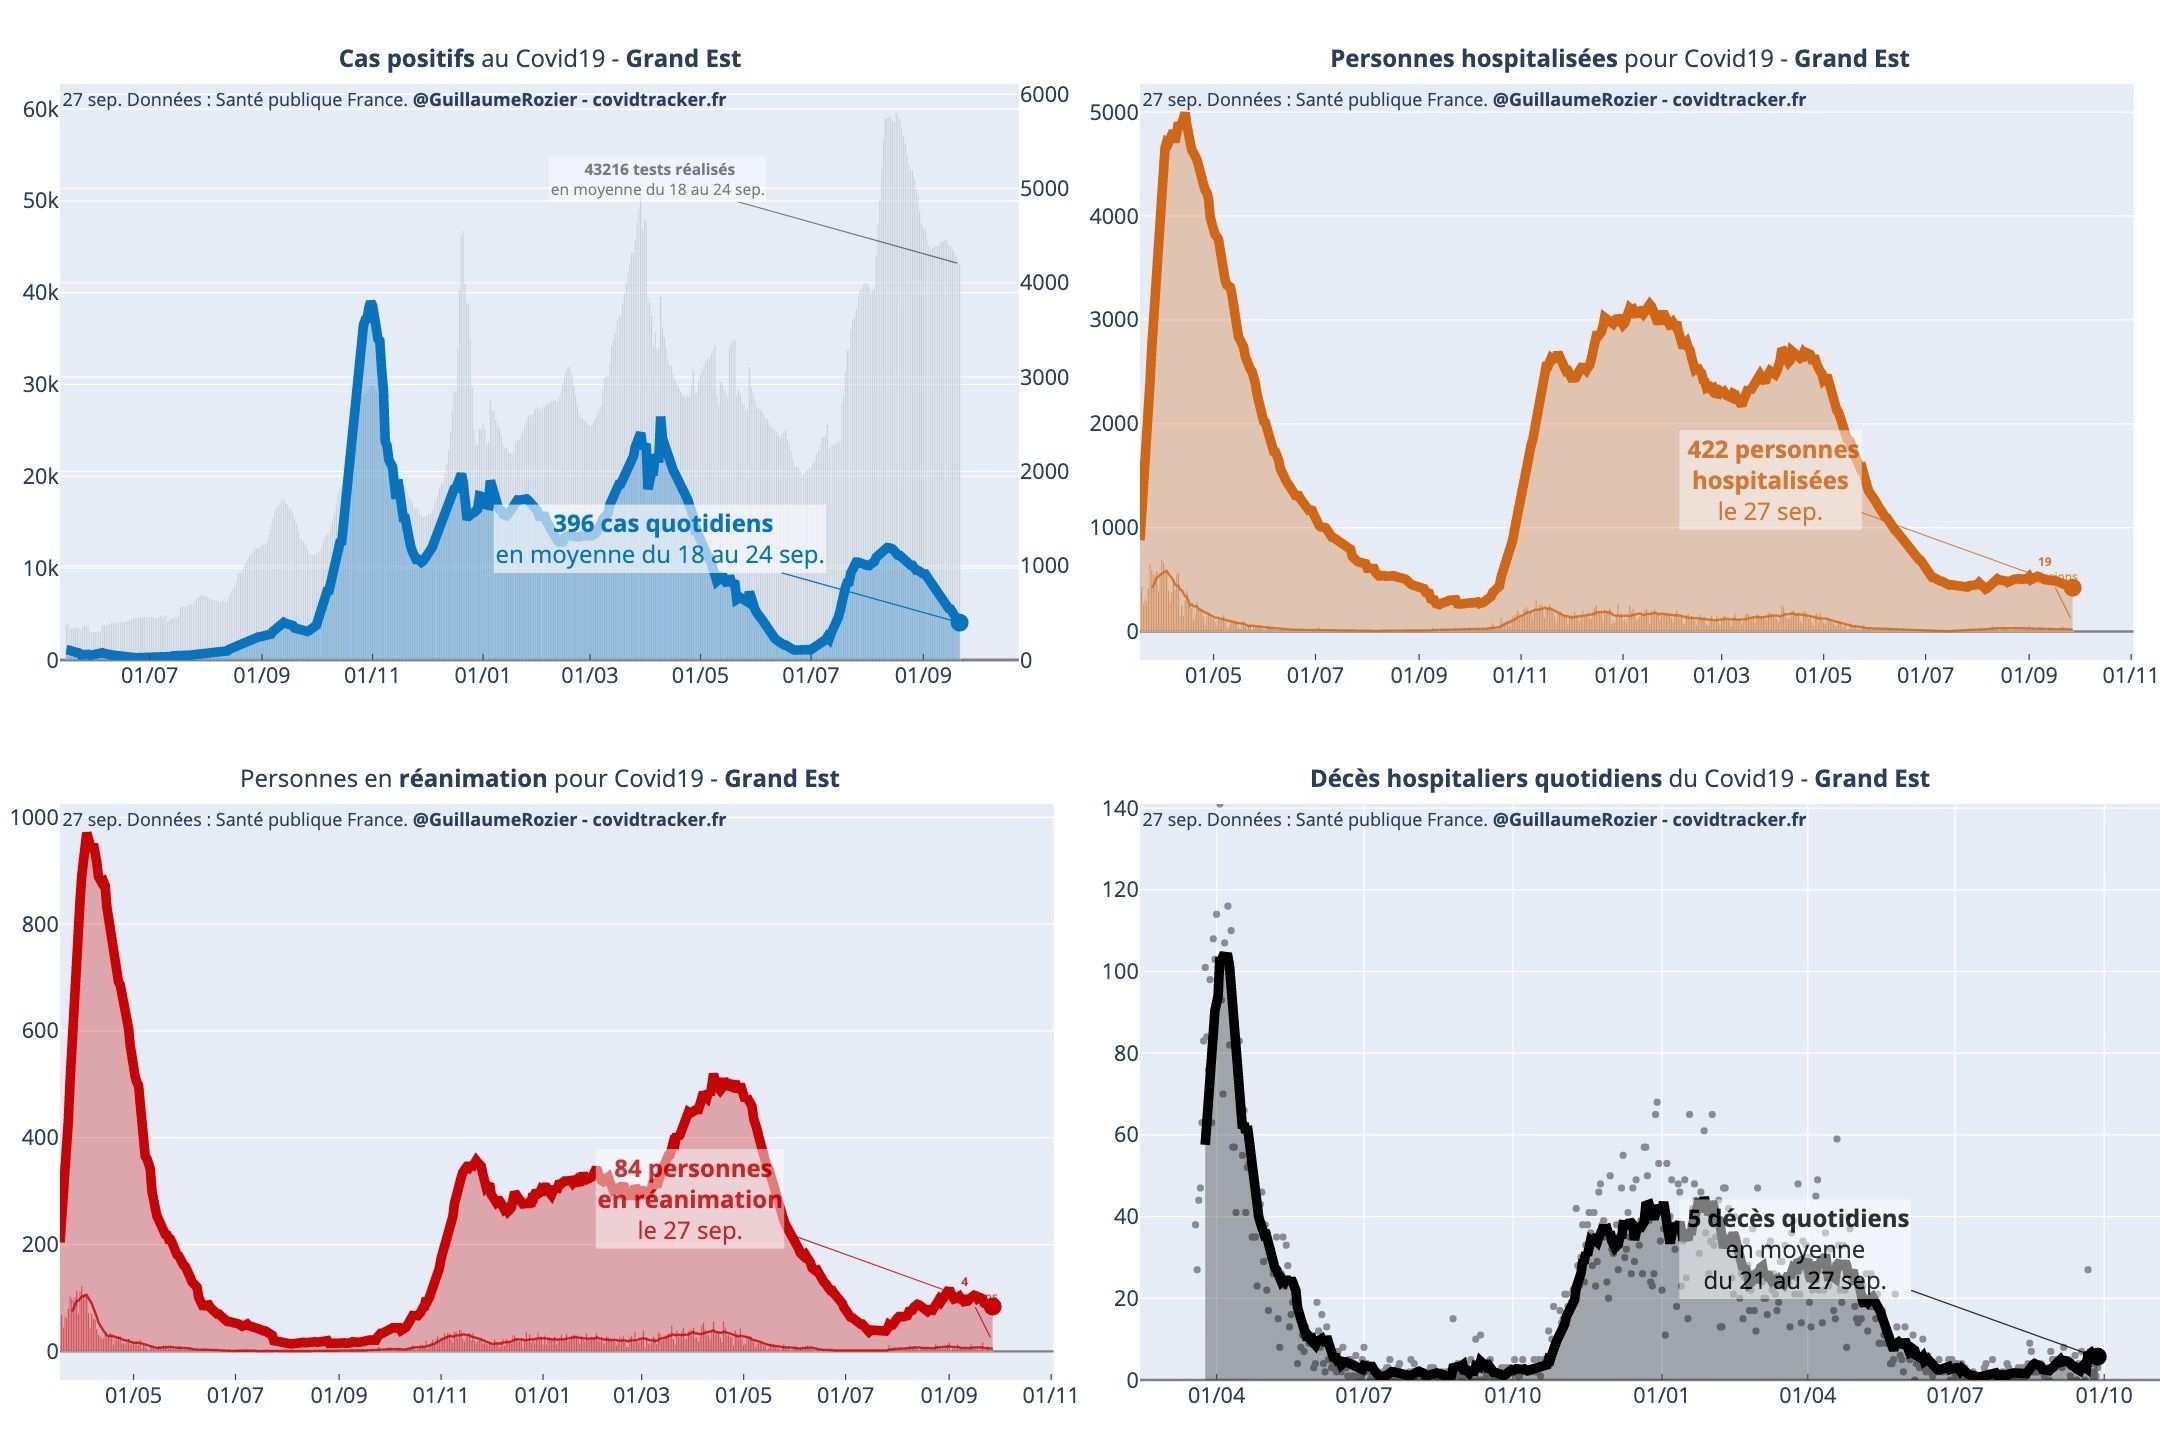 Cas positifs au Covid19 - Grand Est
27 sep. Données : Santé publique France. @GuillaumeRozier - covidtracker.fr
60k
50k
40k
30k
20k
10k
0
6000
5000
4000
3000
2000
1000
0
43216 tests réalisés
en moyenne du 18 au 24 sep.
396 cas quotidiens
en moyenne du 18 au 24 sep.
01/07 01/09 01/11 01/01 01/03 01/05 01/07 01/09
Personnes hospitalisées pour Covid19 - Grand Est
27 sep. Données : Santé publique France. @GuillaumeRozier - covidtracker.fr
5000
4000
3000
2000
1000
0
422 personnes
hospitalisées
le 27 sep.
19
01/05 01/07 01/09 01/11 01/01 01/03 01/05 01/07 01/09 01/11
Personnes en réanimation pour Covid19 - Grand Est
27 sep. Données : Santé publique France. @GuillaumeRozier - covidtracker.fr
1000
800
600
400
200
0
84 personnes
en réanimation
le 27 sep.
4
01/05 01/07 01/09 01/11 01/01 01/03 01/05 01/07 01/09 01/11
Décès hospitaliers quotidiens du Covid19 - Grand Est
27 sep. Données : Santé publique France. @GuillaumeRozier - covidtracker.fr
140
120
100
80
60
40
20
0
5 décès quotidiens
en moyenne
du 21 au 27 sep.
01/04 01/07 01/10 01/01 01/04 01/07 01/10